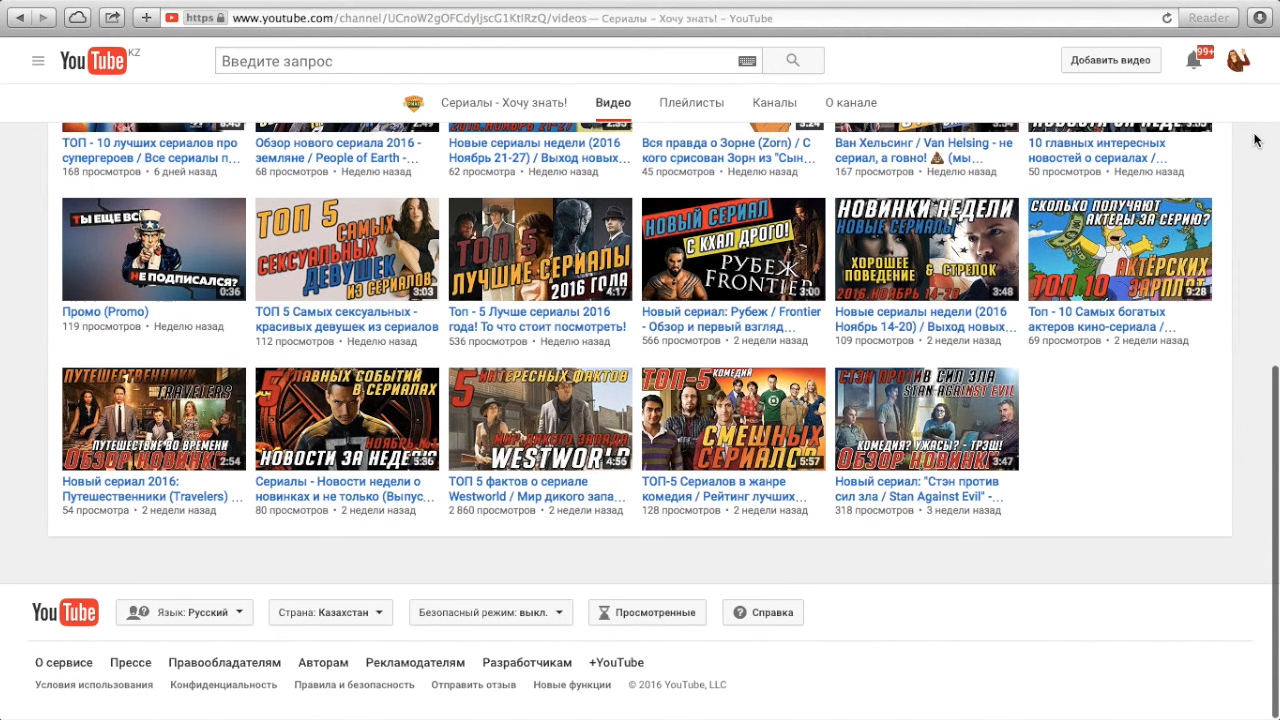 https www.youtube.com/channel/UCnoW2gOFCdyljscG1KtIRzQ/videos — Сериалы – Хочу знать! – YouTube Reader
YouTube KZ Введите запрос Добавить видео 99+
Сериалы - Хочу знать! Видео Плейлисты Каналы О канале
ТОП - 10 лучших сериалов про
супергероев / Все сериалы п...
168 просмотров • 6 дней назад
Обзор нового сериала 2016 -
земляне / People of Earth -...
68 просмотров • Неделю назад
Новые сериалы недели (2016
Ноябрь 21-27) / Выход новых...
62 просмотра • Неделю назад
Вся правда о Зорне (Zorn) / С
кого срисован Зорн из "Сын...
45 просмотров • Неделю назад
Ван Хельсинг / Van Helsing - не
сериал, а говно! 💩 (мы...
167 просмотров • Неделю назад
10 главных интересных
новостей о сериалах /...
50 просмотров • Неделю назад
ТЫ ЕЩЕ ВСЕ
НЕ ПОДПИСАЛСЯ?
0:36
Промо (Promo)
119 просмотров • Неделю назад
ТОП 5 САМЫХ
СЕКСУАЛЬНЫХ
ДЕВУШЕК
ИЗ СЕРИАЛОВ
3:03
ТОП 5 Самых сексуальных -
красивых девушек из сериалов
112 просмотров • Неделю назад
ТОП 5
ЛУЧШИЕ СЕРИАЛЫ
2016 ГОДА
4:17
Топ - 5 Лучше сериалы 2016
года! То что стоит посмотреть!
536 просмотров • Неделю назад
НОВЫЙ СЕРИАЛ
С КХАЛ ДРОГО!
РУБЕЖ
FRONTIER
3:00
Новый сериал: Рубеж / Frontier
- Обзор и первый взгляд...
566 просмотров • 2 недели назад
НОВИНКИ НЕДЕЛИ
НОВЫЕ СЕРИАЛЫ
ХОРОШЕЕ
ПОВЕДЕНИЕ & СТРЕЛОК
2016.НОЯБРЬ 14-20
3:48
Новые сериалы недели (2016
Ноябрь 14-20) / Выход новых...
109 просмотров • 2 недели назад
СКОЛЬКО ПОЛУЧАЮТ
АКТЕРЫ ЗА СЕРИЮ?
АКТЁРСКИХ
ТОП 10 ЗАРПЛАТ
9:28
Топ - 10 Самых богатых
актеров кино-сериала /...
69 просмотров • 2 недели назад
ПУТЕШЕСТВЕННИКИ
TRAVELERS
ПУТЕШЕСТВИЕ ВО ВРЕМЕНИ
ОБЗОР НОВИНКИ
2:54
Новый сериал 2016:
Путешественники (Travelers) ...
54 просмотра • 2 недели назад
5 ГЛАВНЫХ СОБЫТИЙ
В СЕРИАЛАХ
НОЯБРЬ
НОВОСТИ ЗА НЕДЕЛЮ
5:36
Сериалы - Новости недели о
новинках и не только (Выпус...
80 просмотров • 2 недели назад
5 ИНТЕРЕСНЫХ ФАКТОВ
МИР ДИКОГО ЗАПАДА
WESTWORLD
4:56
ТОП 5 фактов о сериале
Westworld / Мир дикого запа...
2 860 просмотров • 2 недели назад
ТОП-5 КОМЕДИЙ
СМЕШНЫХ
СЕРИАЛОВ
5:57
ТОП-5 Сериалов в жанре
комедия / Рейтинг лучших...
128 просмотров • 2 недели назад
СТЭН ПРОТИВ СИЛ ЗЛА
STAN AGAINST EVIL
КОМЕДИЯ? УЖАСЫ? - ТРЭШ!
ОБЗОР НОВИНКИ
3:47
Новый сериал: "Стэн против
сил зла / Stan Against Evil" -...
318 просмотров • 3 недели назад
YouTube Язык: Русский Страна: Казахстан Безопасный режим: выкл. Просмотренные Справка
О сервисе Прессе Правообладателям Авторам Рекламодателям Разработчикам +YouTube
Условия использования Конфиденциальность Правила и безопасность Отправить отзыв Новые функции © 2016 YouTube, LLC